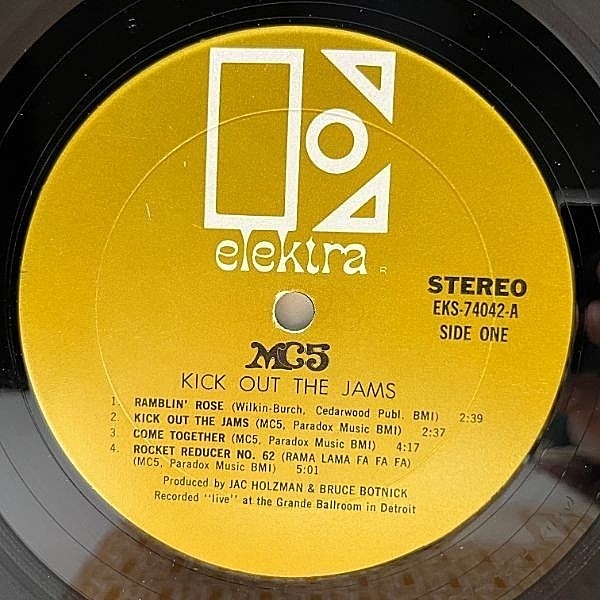 elektra R
STEREO
EKS-74042-A
SIDE ONE
MC5
KICK OUT THE JAMS
1. RAMBLIN' ROSE (Wilkin-Burch, Cedarwood Publ. BMI) 2:39
2. KICK OUT THE JAMS (MC5, Paradox Music BMI) 2:37
3. COME TOGETHER (MC5, Paradox Music BMI) 4:17
4. ROCKET REDUCER NO. 62 (RAMA LAMA FA FA FA)
(MC5, Paradox Music BMI) 5:01
Produced by JAC HOLZMAN & BRUCE BOTNICK
Recorded "live" at the Grande Ballroom in Detroit